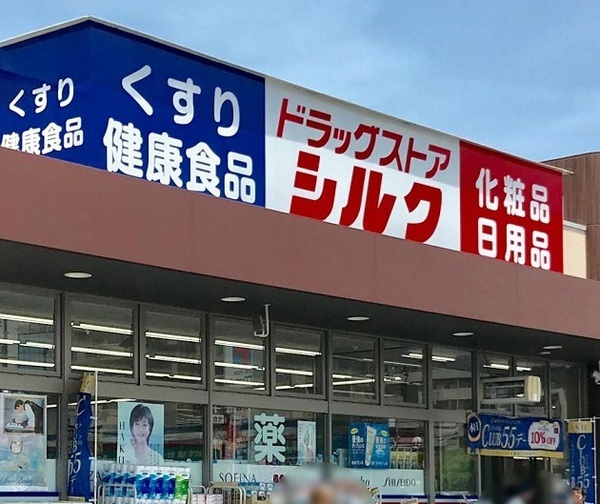 くすり
健康食品
くすり
健康食品
ドラッグストア
シルク
化粧品
日用品
HAKU
薬
SOFINA
SHISEIDO
CLUB55デー
10%OFF